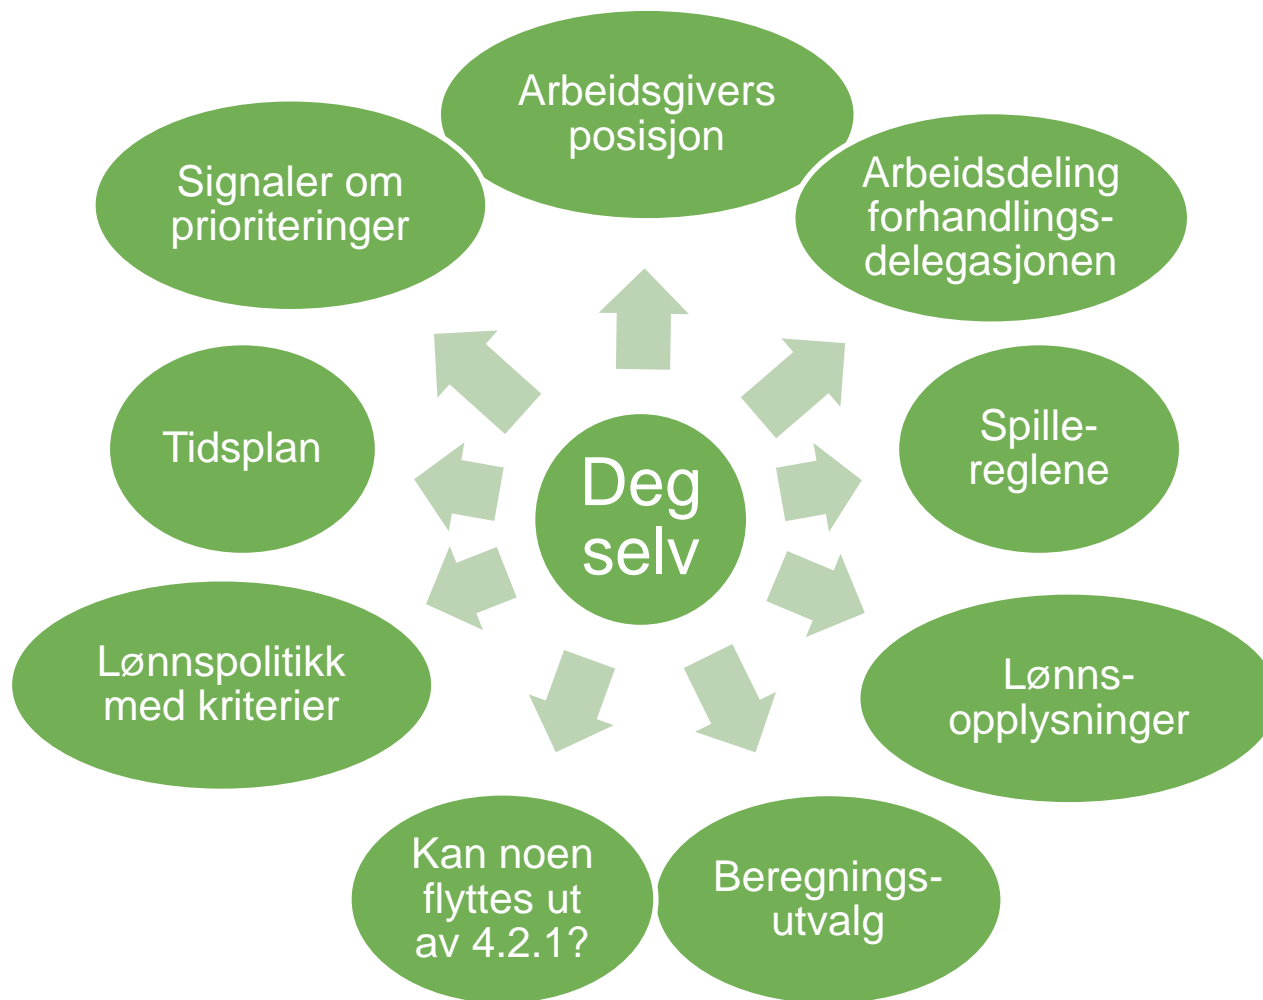 Arbeidsgivers
posisjon
Arbeidsdeling
forhandlings-
delegasjonen
Spille-
reglene
Lønns-
opplysninger
Beregnings-
utvalg
Kan noen
flyttes ut
av 4.2.1?
Lønnspolitikk
med kriterier
Tidsplan
Signaler om
prioriteringer
Deg
selv